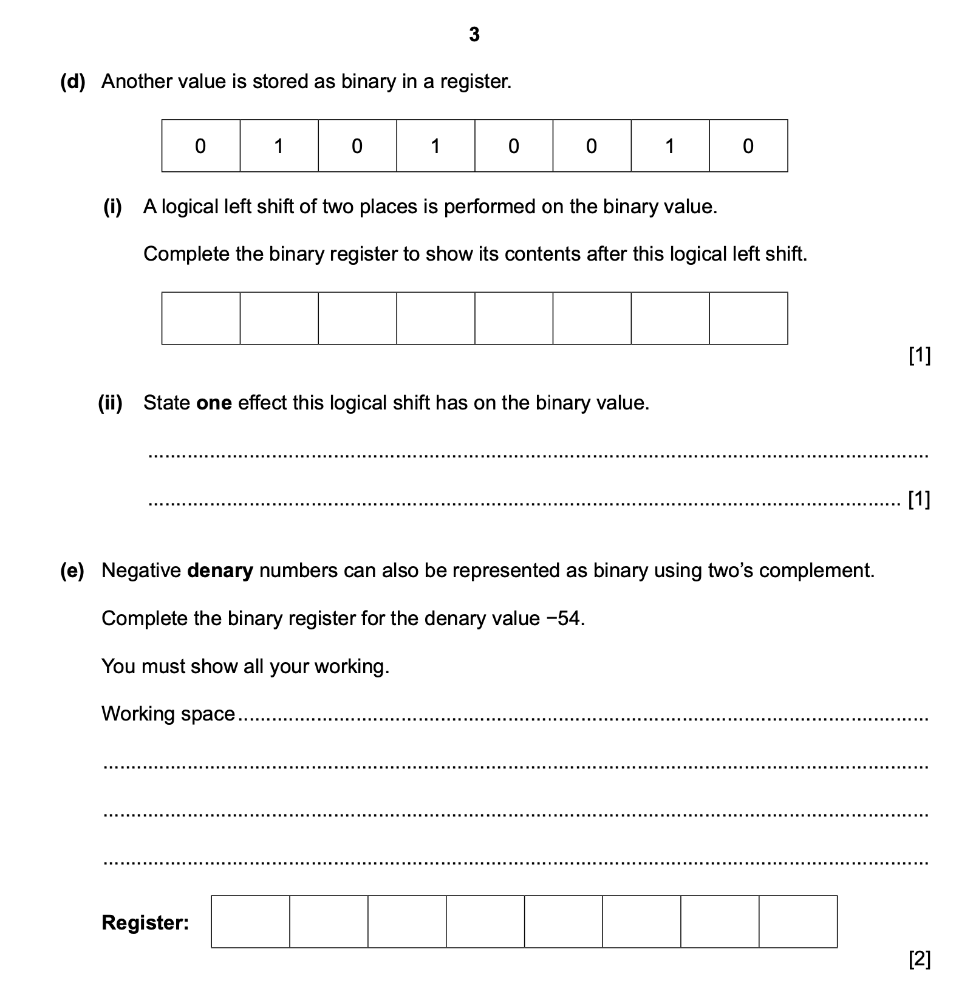 3
(d) Another value is stored as binary in a register.
0 1 0 1 0 0 1 0
(i) A logical left shift of two places is performed on the binary value.
Complete the binary register to show its contents after this logical left shift.
[1]
(ii) State one effect this logical shift has on the binary value.
..........................................................................................................................................
..................................................................................................................................... [1]
(e) Negative denary numbers can also be represented as binary using two’s complement.
Complete the binary register for the denary value −54.
You must show all your working.
Working space..........................................................................................................................
..................................................................................................................................................
..................................................................................................................................................
..................................................................................................................................................
Register:
[2]